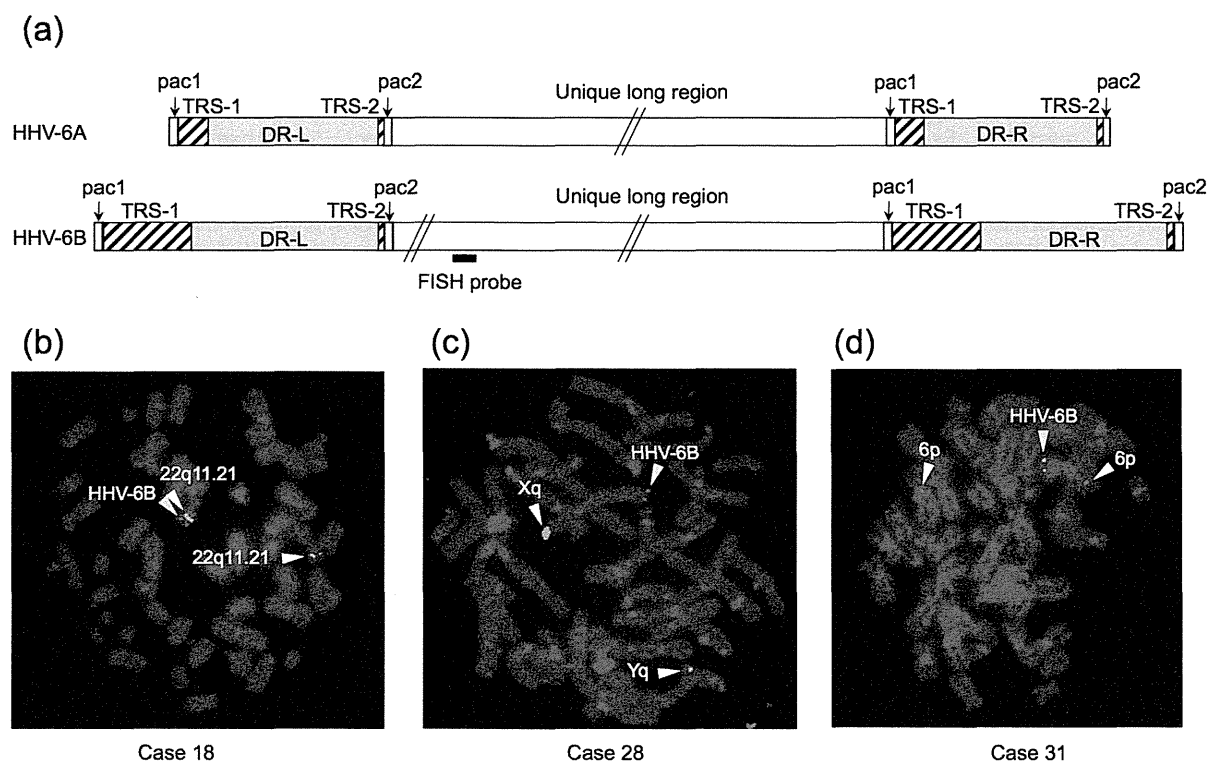 (a)
pac1 pac2 Unique long region pac1 pac2
TRS-1 TRS-2 TRS-1 TRS-2
HHV-6A DR-L DR-R
pac1 pac2 Unique long region pac1 pac2
TRS-1 TRS-2 TRS-1 TRS-2
HHV-6B DR-L DR-R
FISH probe
(b)
22q11.21
HHV-6B
22q11.21
Case 18
(c)
HHV-6B
Xq
Yq
Case 28
(d)
HHV-6B
6p
6p
Case 31